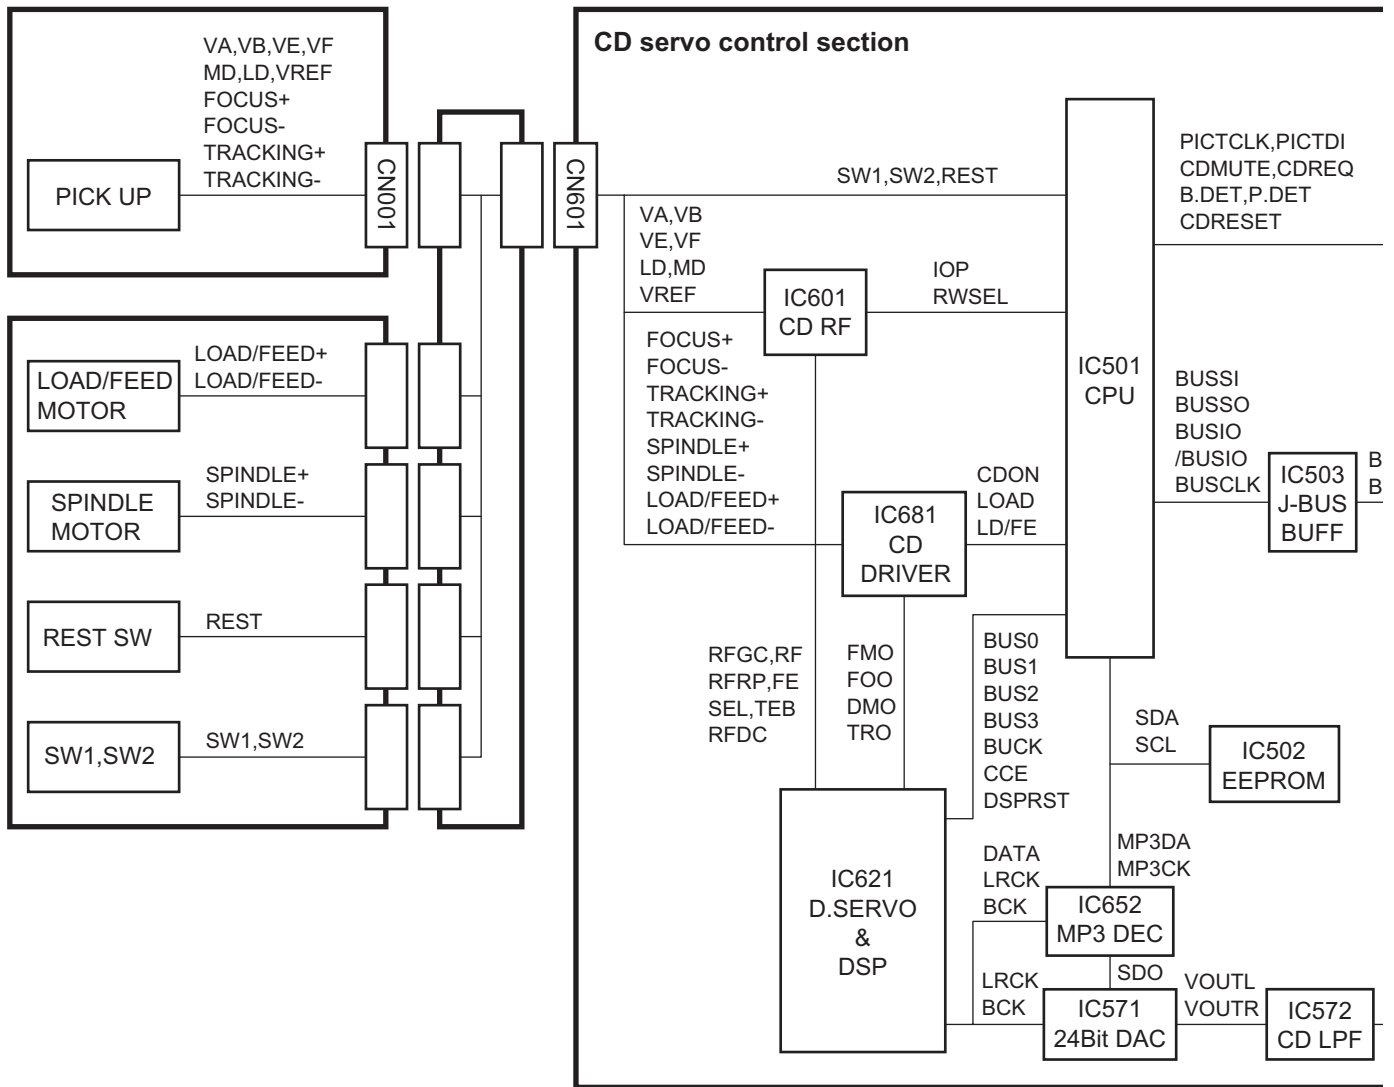 VA,VB,VE,VF
MD,LD,VREF
FOCUS+
FOCUS-
TRACKING+
TRACKING-
PICK UP
CN001
LOAD/FEED+
LOAD/FEED-
LOAD/FEED
MOTOR
SPINDLE+
SPINDLE-
SPINDLE
MOTOR
REST
REST SW
SW1,SW2
SW1,SW2
CN601
CD servo control section
SW1,SW2,REST
VA,VB
VE,VF
LD,MD
VREF
IC601
CD RF
IOP
RWSEL
FOCUS+
FOCUS-
TRACKING+
TRACKING-
SPINDLE+
SPINDLE-
LOAD/FEED+
LOAD/FEED-
IC681
CD
DRIVER
CDON
LOAD
LD/FE
IC501
CPU
PICTCLK,PICTDI
CDMUTE,CDREQ
B.DET,P.DET
CDRESET
BUSSI
BUSSO
BUSIO
/BUSIO
BUSCLK
IC503
J-BUS
BUFF
B
B
RFGC,RF
RFRP,FE
SEL,TEB
RFDC
FMO
FOO
DMO
TRO
BUS0
BUS1
BUS2
BUS3
BUCK
CCE
DSPRST
SDA
SCL
IC502
EEPROM
IC621
D.SERVO
&
DSP
DATA
LRCK
BCK
MP3DA
MP3CK
IC652
MP3 DEC
SDO
LRCK
BCK
IC571
24Bit DAC
VOUTL
VOUTR
IC572
CD LPF